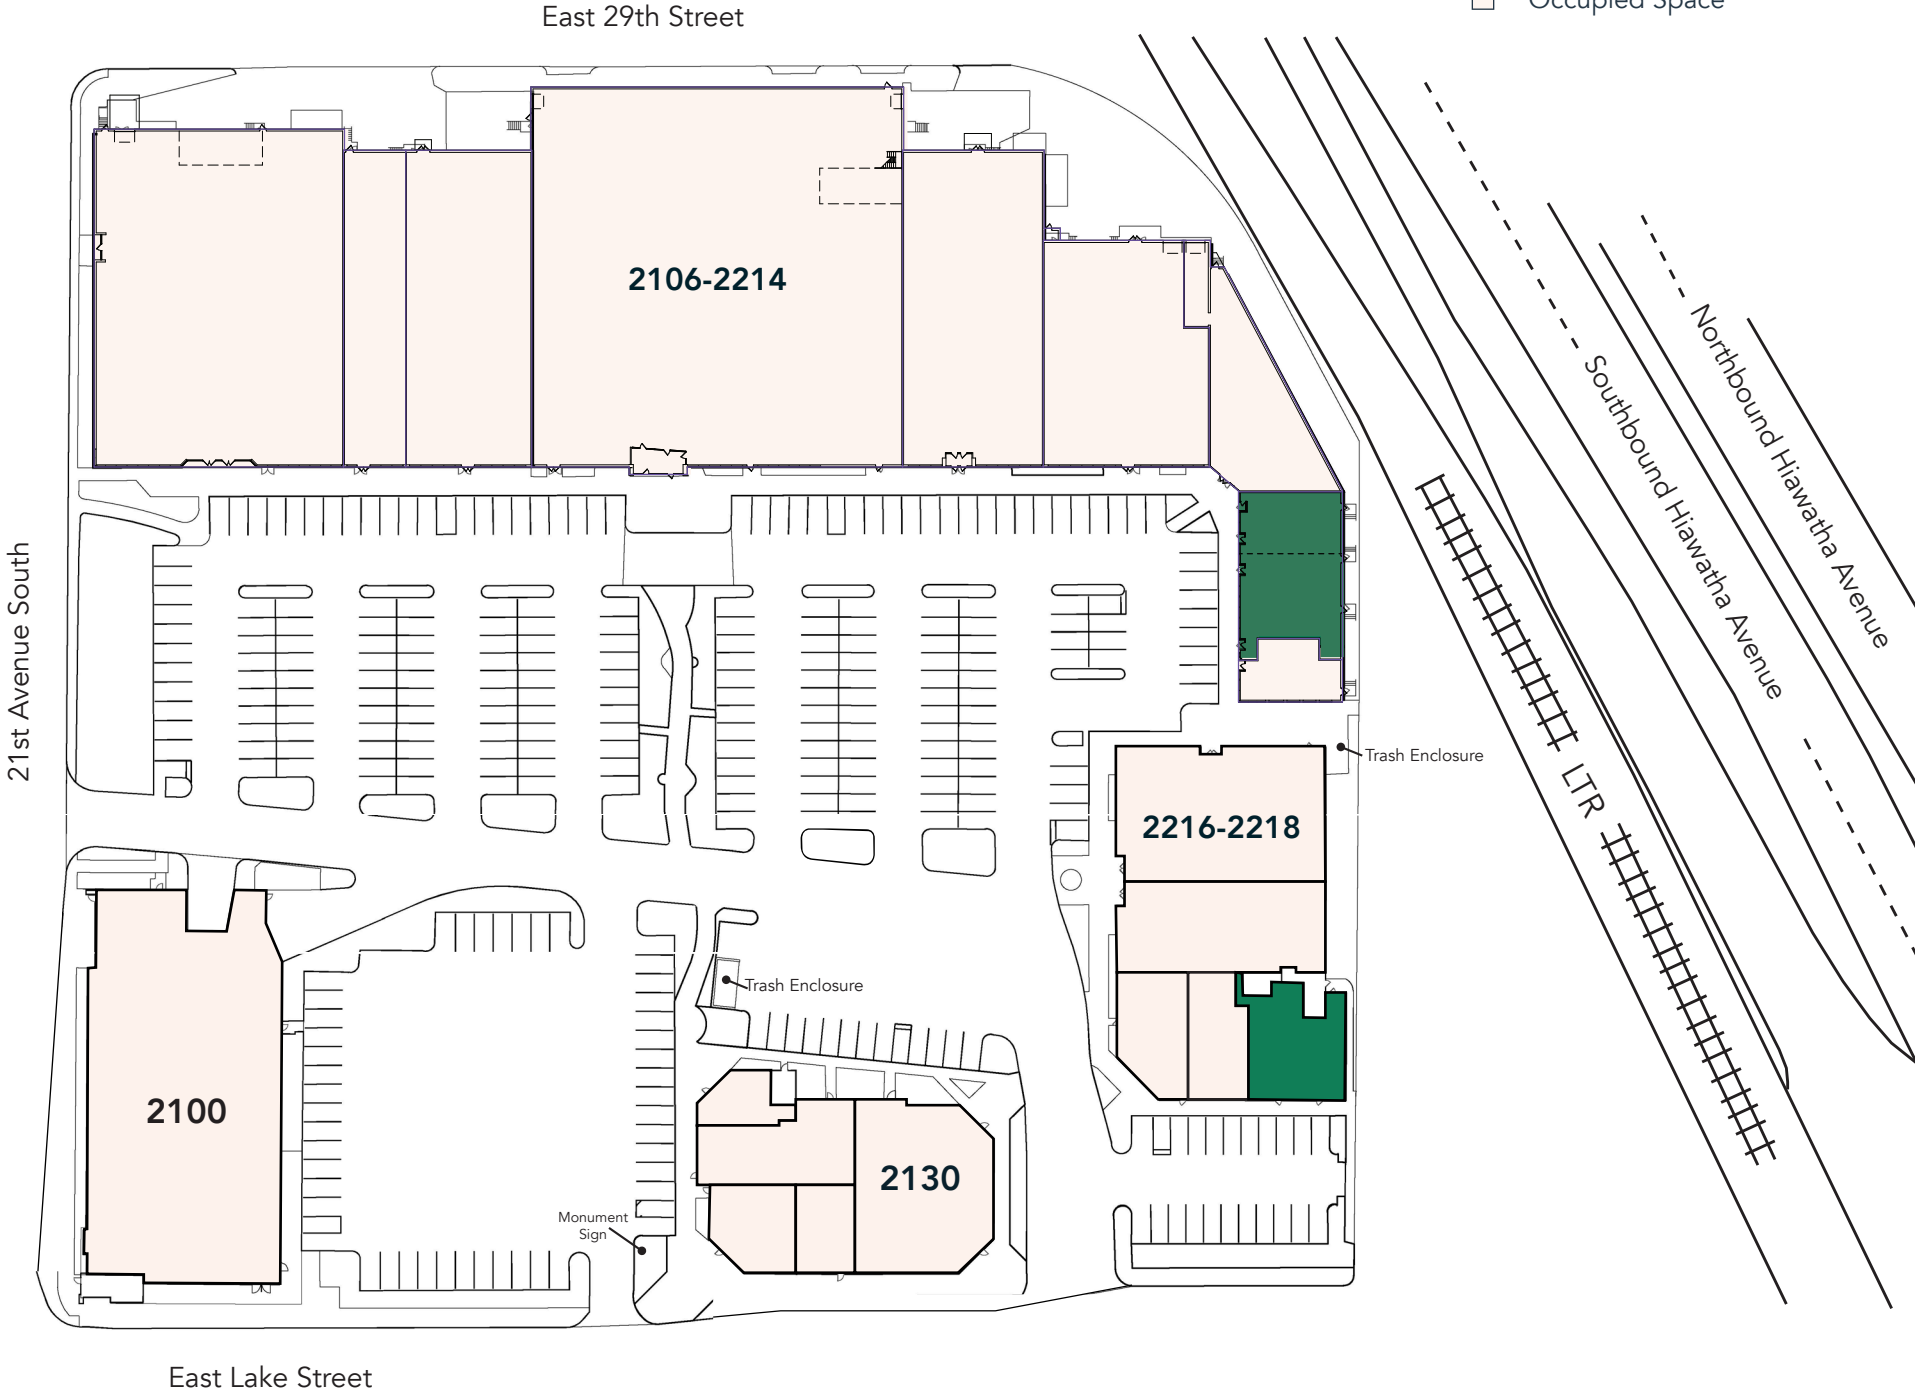 Occupied Space
East 29th Street
2106-2214
Northbound Hiawatha Avenue
Southbound Hiawatha Avenue
21st Avenue South
Trash Enclosure
LTR
2216-2218
Trash Enclosure
2100
2130
Monument
Sign
East Lake Street